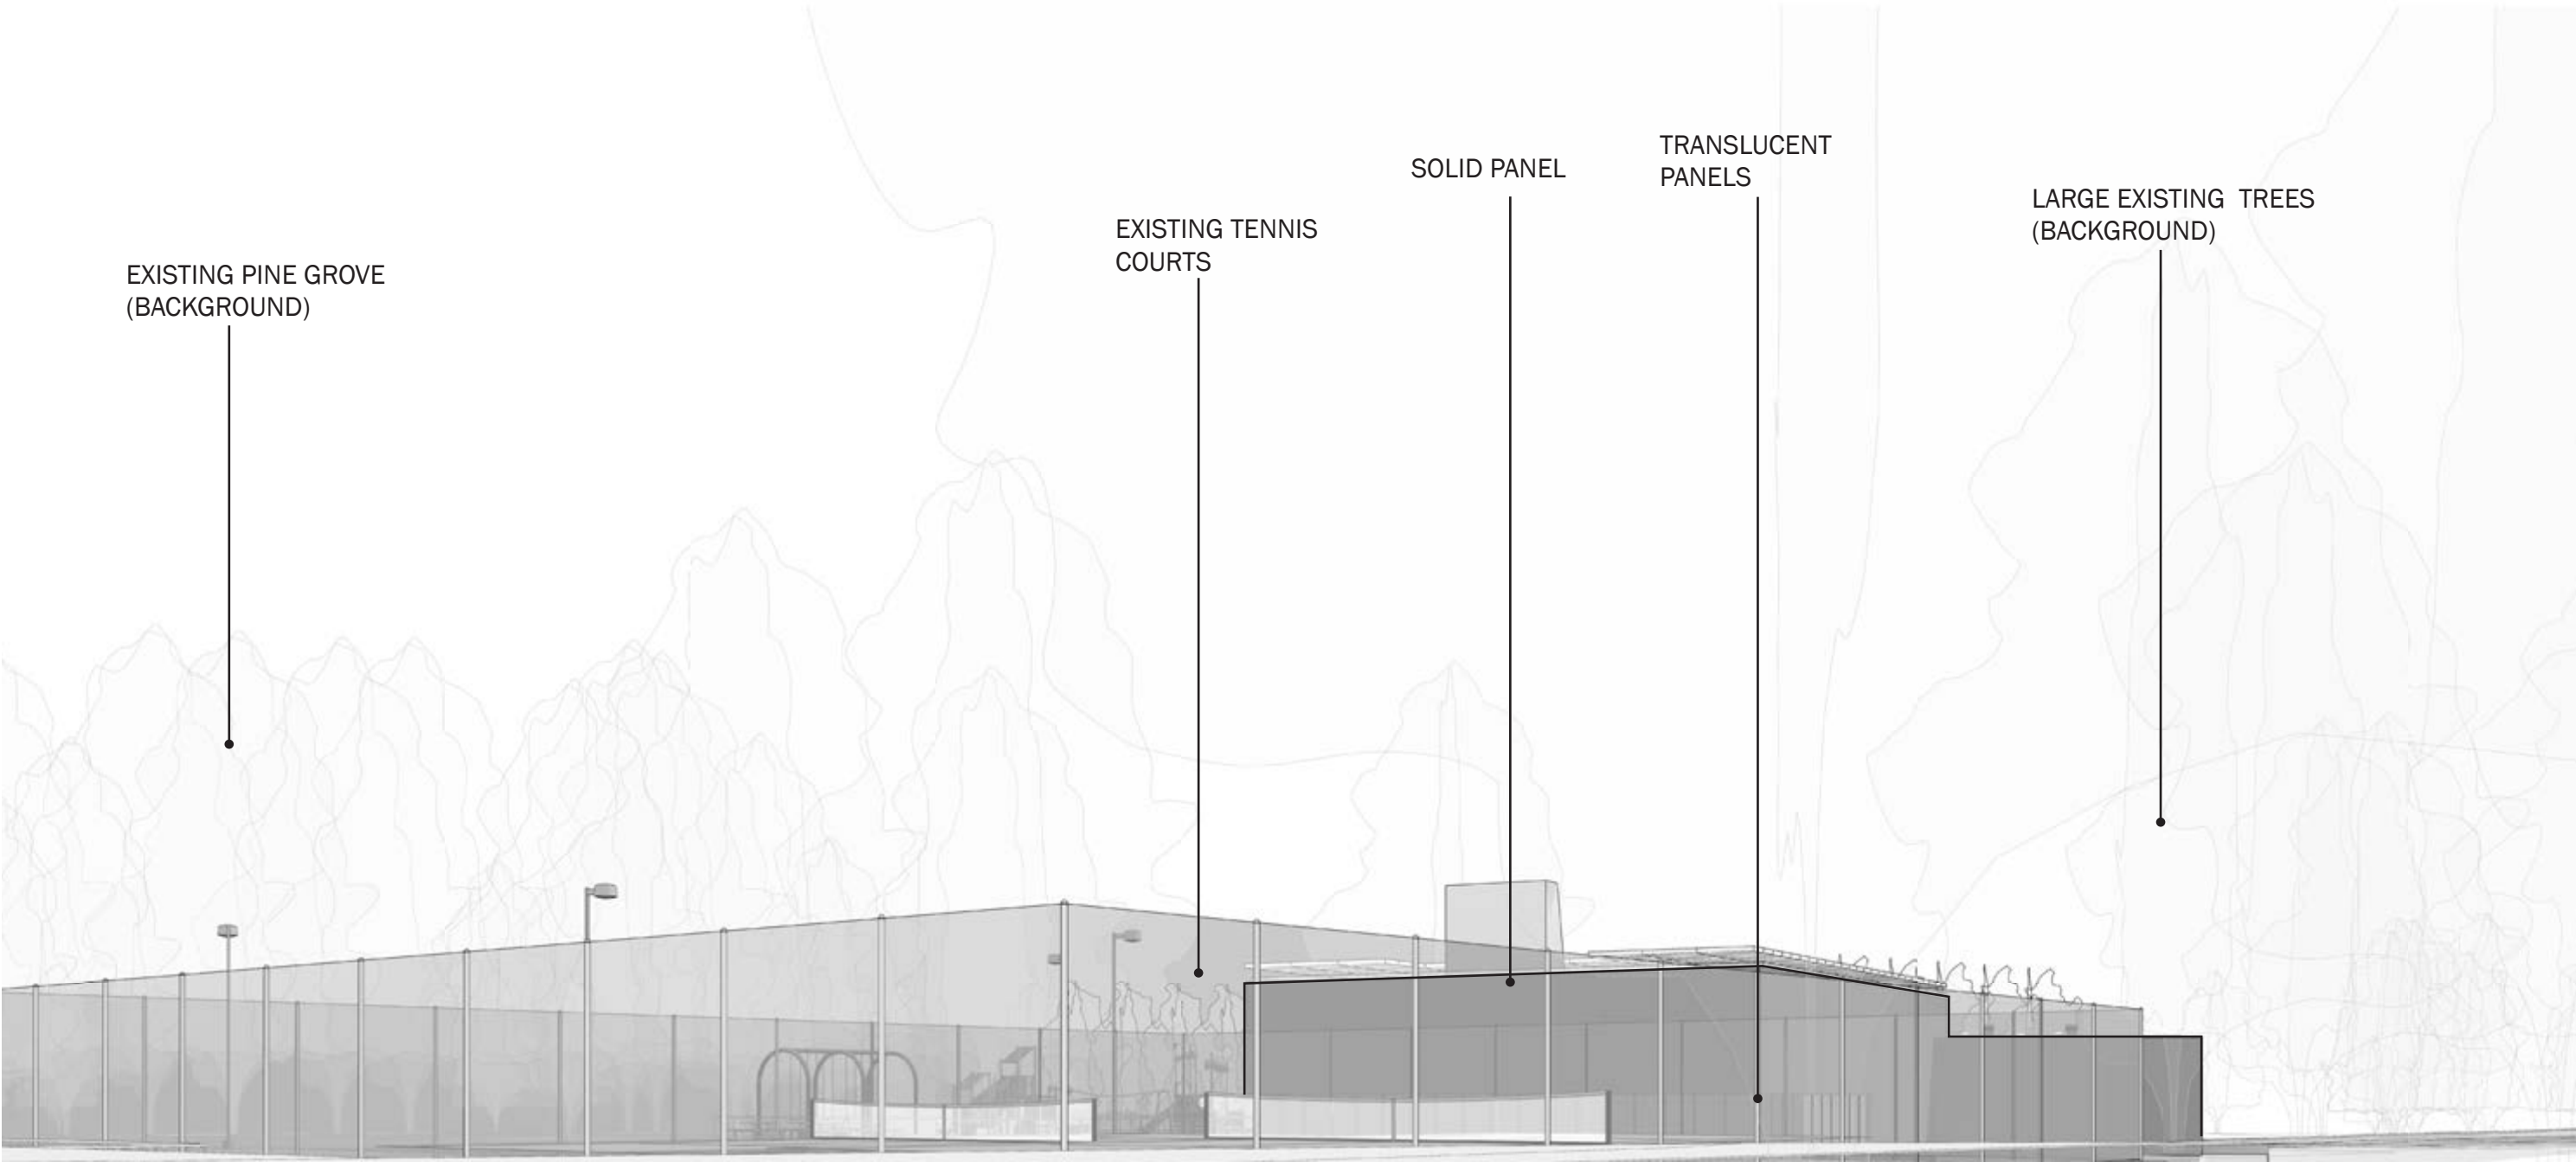 EXISTING PINE GROVE
(BACKGROUND)
EXISTING TENNIS
COURTS
SOLID PANEL
TRANSLUCENT
PANELS
LARGE EXISTING  TREES
(BACKGROUND)